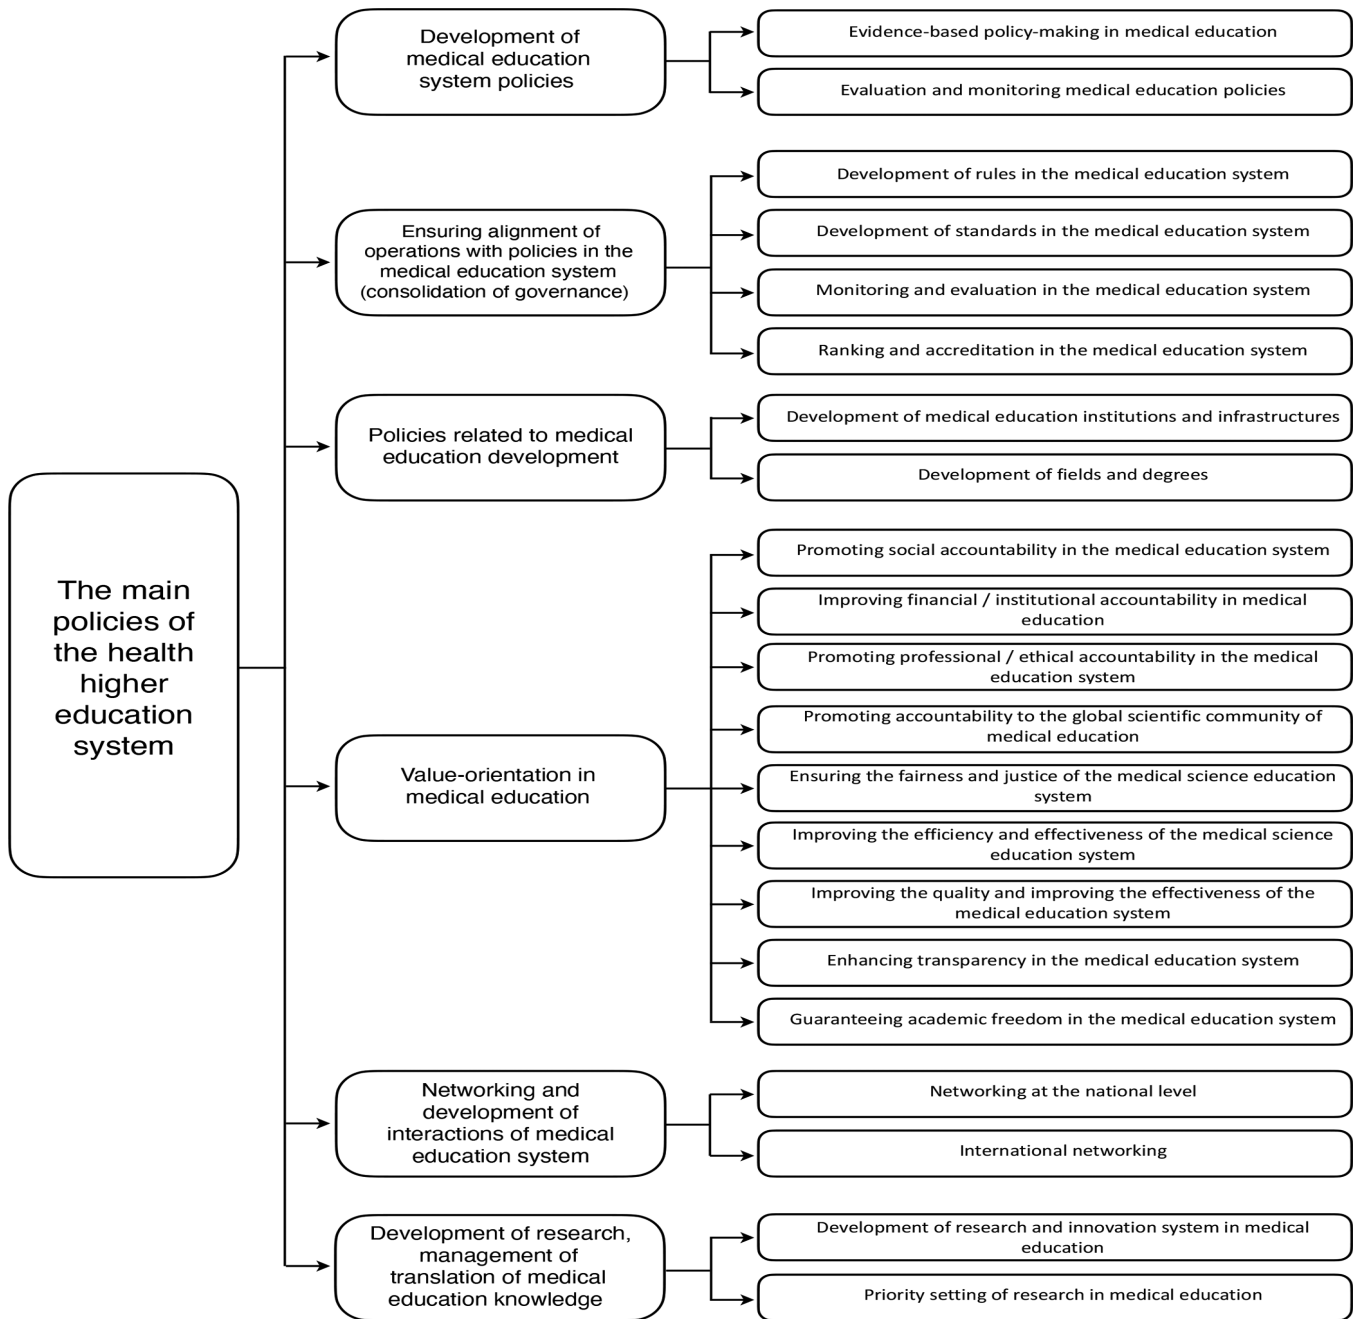 The main
policies of
the health
higher
education
system
Development of
medical education
system policies
Evidence-based policy-making in medical education
Evaluation and monitoring medical education policies
Ensuring alignment of
operations with policies in the
medical education system
(consolidation of governance)
Development of rules in the medical education system
Development of standards in the medical education system
Monitoring and evaluation in the medical education system
Ranking and accreditation in the medical education system
Policies related to medical
education development
Development of medical education institutions and infrastructures
Development of fields and degrees
Value-orientation in
medical education
Promoting social accountability in the medical education system
Improving financial / institutional accountability in medical
education
Promoting professional / ethical accountability in the medical
education system
Promoting accountability to the global scientific community of
medical education
Ensuring the fairness and justice of the medical science education
system
Improving the efficiency and effectiveness of the medical science
education system
Improving the quality and improving the effectiveness of the
medical education system
Enhancing transparency in the medical education system
Guaranteeing academic freedom in the medical education system
Networking and
development of
interactions of medical
education system
Networking at the national level
International networking
Development of research,
management of
translation of medical
education knowledge
Development of research and innovation system in medical
education
Priority setting of research in medical education